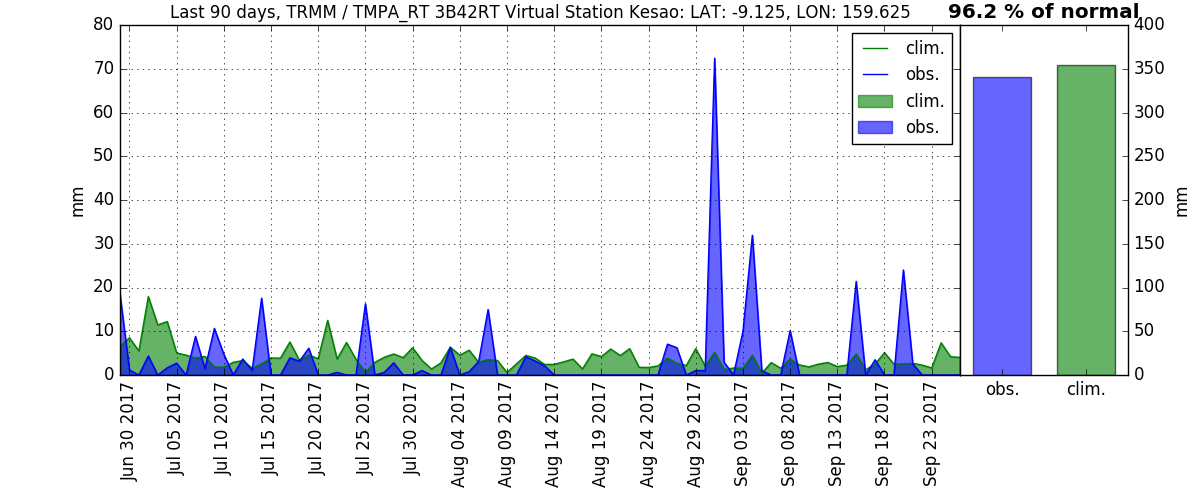 Last 90 days, TRMM / TMPA_RT 3B42RT Virtual Station Kesao: LAT: -9.125, LON: 159.625
96.2 % of normal
80
70
60
50
40
30
20
10
0
mm
clim.
obs.
clim.
obs.
400
350
300
250
200
150
100
50
0
mm
obs.
clim.
Jun 30 2017
Jul 05 2017
Jul 10 2017
Jul 15 2017
Jul 20 2017
Jul 25 2017
Jul 30 2017
Aug 04 2017
Aug 09 2017
Aug 14 2017
Aug 19 2017
Aug 24 2017
Aug 29 2017
Sep 03 2017
Sep 08 2017
Sep 13 2017
Sep 18 2017
Sep 23 2017